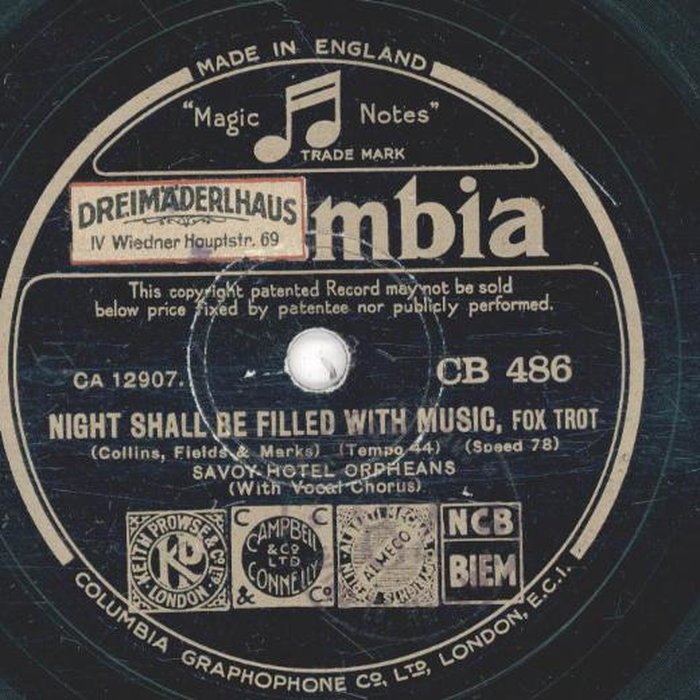 MADE IN ENGLAND
"Magic Notes"
TRADE MARK
DREIMÄDERLHAUS
IV Wiedner Hauptstr. 69
mbia
This copyright patented Record may not be sold
below price fixed by patentee nor publicly performed.
CA 12907.
CB 486
NIGHT SHALL BE FILLED WITH MUSIC, FOX TROT
(Collins, Fields & Marks) (Tempo 44) (Speed 78)
SAVOY HOTEL ORPHEANS
(With Vocal Chorus)
KEITH PROWSE & Co. Ltd.
KP
LONDON
C C
CAMPBELL
& Co
LTD
CONNELLY
& Co
AMMECO
NCB
BIEM
COLUMBIA GRAPHOPHONE Co., LTD, LONDON, E.C.1.